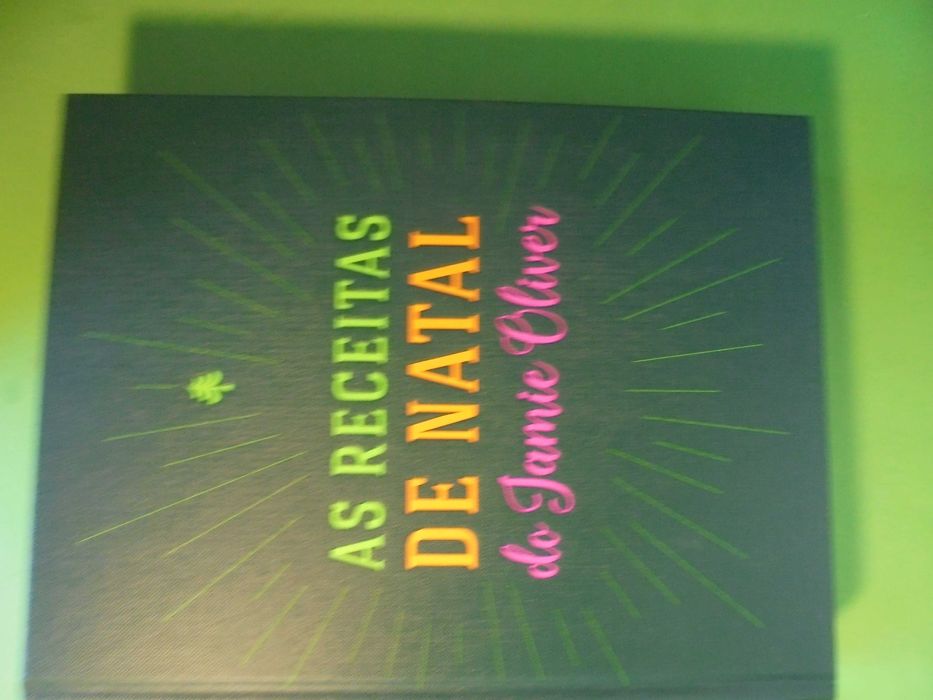 AS RECEITAS
DE NATAL
do Jamie Oliver